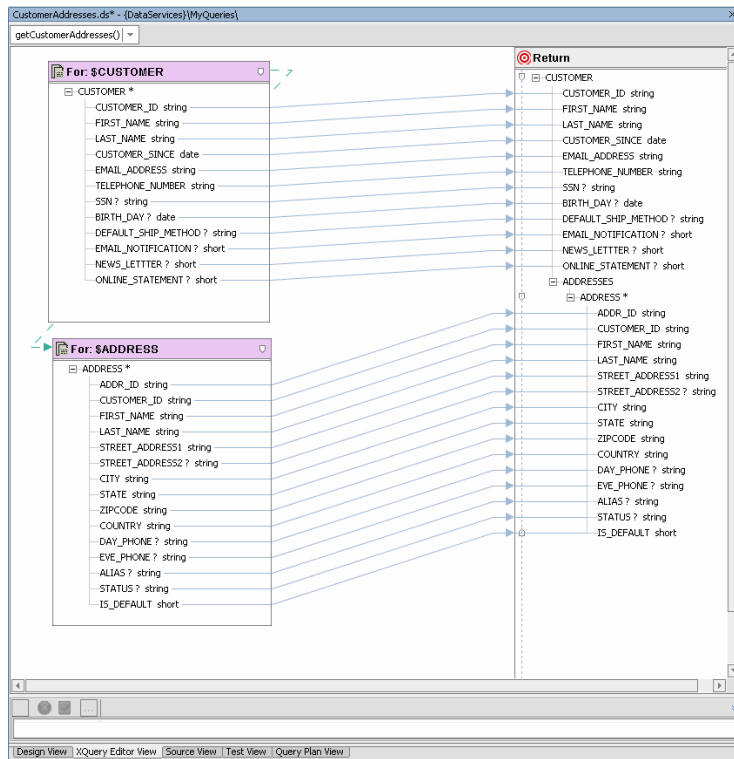 CustomerAddresses.ds* - {DataServices}\MyQueries\
getCustomerAddresses()
For: $CUSTOMER
CUSTOMER *
CUSTOMER_ID string
FIRST_NAME string
LAST_NAME string
CUSTOMER_SINCE date
EMAIL_ADDRESS string
TELEPHONE_NUMBER string
SSN ? string
BIRTH_DAY ? date
DEFAULT_SHIP_METHOD ? string
EMAIL_NOTIFICATION ? short
NEWS_LETTTER ? short
ONLINE_STATEMENT ? short
For: $ADDRESS
ADDRESS *
ADDR_ID string
CUSTOMER_ID string
FIRST_NAME string
LAST_NAME string
STREET_ADDRESS1 string
STREET_ADDRESS2 ? string
CITY string
STATE string
ZIPCODE string
COUNTRY string
DAY_PHONE ? string
EVE_PHONE ? string
ALIAS ? string
STATUS ? string
IS_DEFAULT short
Return
CUSTOMER
CUSTOMER_ID string
FIRST_NAME string
LAST_NAME string
CUSTOMER_SINCE date
EMAIL_ADDRESS string
TELEPHONE_NUMBER string
SSN ? string
BIRTH_DAY ? date
DEFAULT_SHIP_METHOD ? string
EMAIL_NOTIFICATION ? short
NEWS_LETTTER ? short
ONLINE_STATEMENT ? short
ADDRESSES
ADDRESS *
ADDR_ID string
CUSTOMER_ID string
FIRST_NAME string
LAST_NAME string
STREET_ADDRESS1 string
STREET_ADDRESS2 ? string
CITY string
STATE string
ZIPCODE string
COUNTRY string
DAY_PHONE ? string
EVE_PHONE ? string
ALIAS ? string
STATUS ? string
IS_DEFAULT short
...
Design View XQuery Editor View Source View Test View Query Plan View